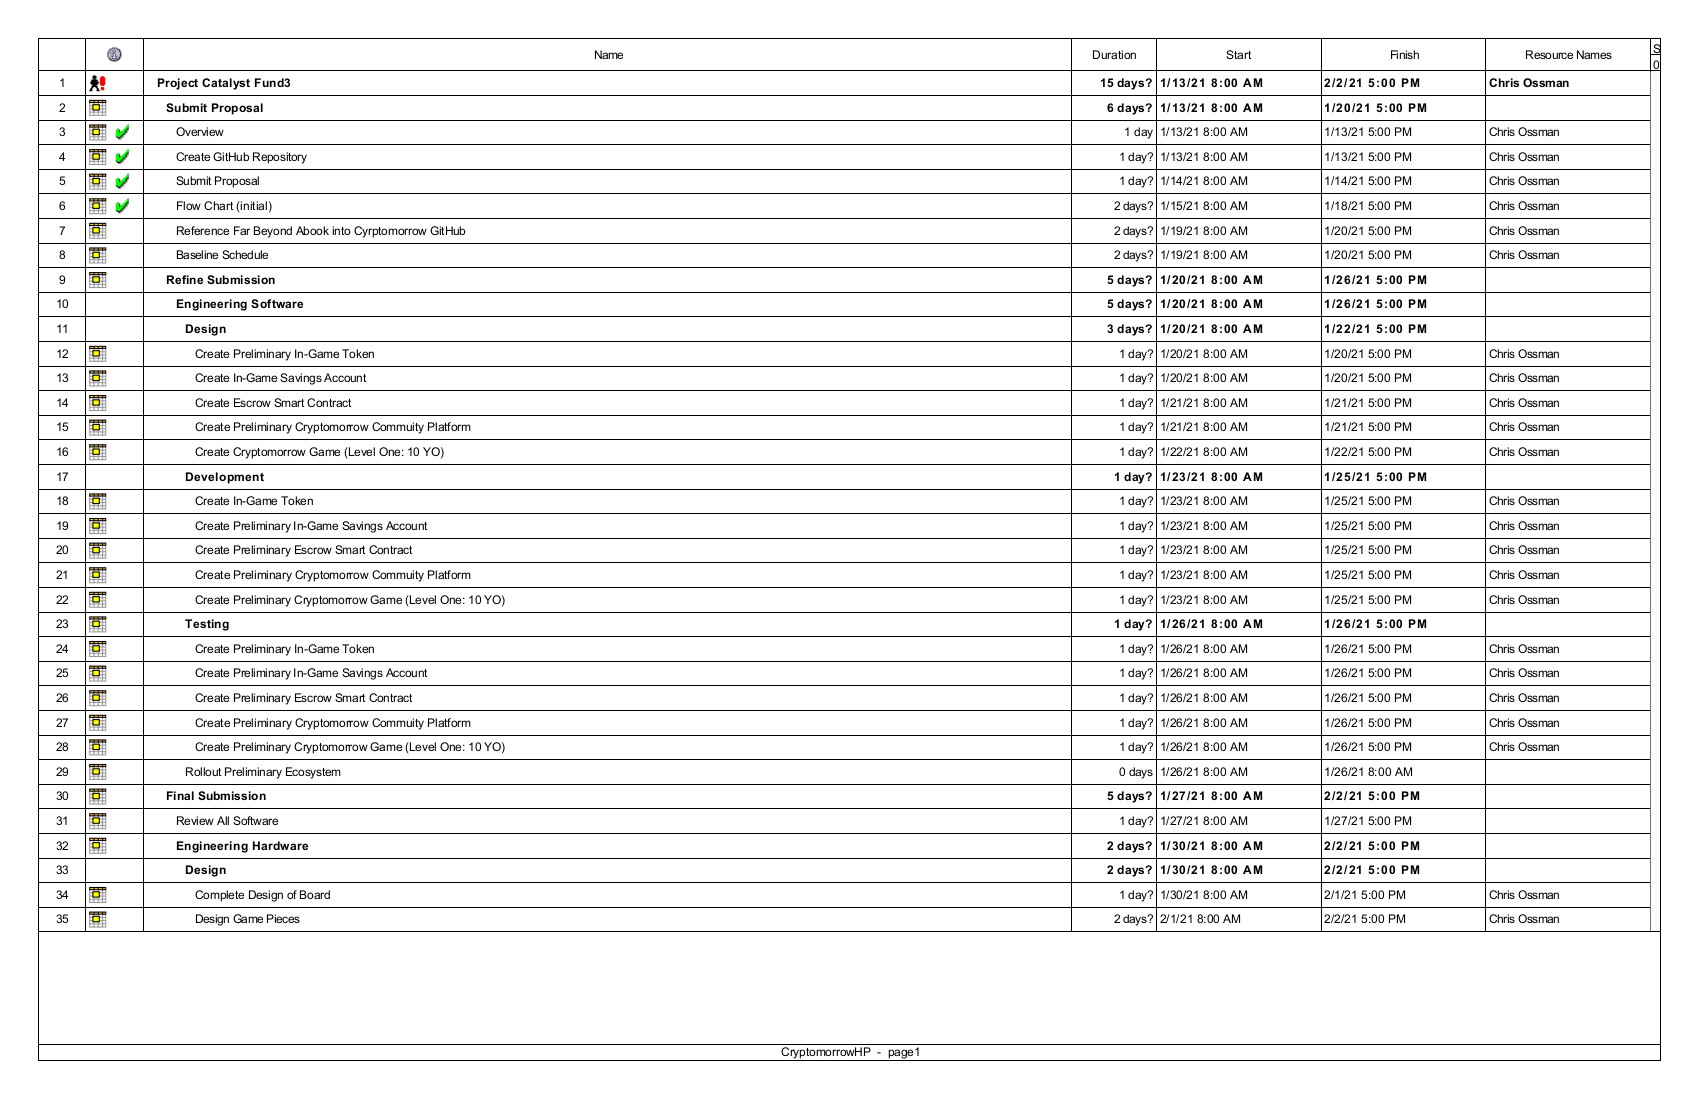 Name Duration Start Finish Resource Names S
0
1 Project Catalyst Fund3 15 days? 1/13/21 8:00 AM 2/2/21 5:00 PM Chris Ossman
2 Submit Proposal 6 days? 1/13/21 8:00 AM 1/20/21 5:00 PM
3 Overview 1 day 1/13/21 8:00 AM 1/13/21 5:00 PM Chris Ossman
4 Create GitHub Repository 1 day? 1/13/21 8:00 AM 1/13/21 5:00 PM Chris Ossman
5 Submit Proposal 1 day? 1/14/21 8:00 AM 1/14/21 5:00 PM Chris Ossman
6 Flow Chart (initial) 2 days? 1/15/21 8:00 AM 1/18/21 5:00 PM Chris Ossman
7 Reference Far Beyond Abook into Cyrptomorrow GitHub 2 days? 1/19/21 8:00 AM 1/20/21 5:00 PM Chris Ossman
8 Baseline Schedule 2 days? 1/19/21 8:00 AM 1/20/21 5:00 PM Chris Ossman
9 Refine Submission 5 days? 1/20/21 8:00 AM 1/26/21 5:00 PM
10 Engineering Software 5 days? 1/20/21 8:00 AM 1/26/21 5:00 PM
11 Design 3 days? 1/20/21 8:00 AM 1/22/21 5:00 PM
12 Create Preliminary In-Game Token 1 day? 1/20/21 8:00 AM 1/20/21 5:00 PM Chris Ossman
13 Create In-Game Savings Account 1 day? 1/20/21 8:00 AM 1/20/21 5:00 PM Chris Ossman
14 Create Escrow Smart Contract 1 day? 1/21/21 8:00 AM 1/21/21 5:00 PM Chris Ossman
15 Create Preliminary Cryptomorrow Commuity Platform 1 day? 1/21/21 8:00 AM 1/21/21 5:00 PM Chris Ossman
16 Create Cryptomorrow Game (Level One: 10 YO) 1 day? 1/22/21 8:00 AM 1/22/21 5:00 PM Chris Ossman
17 Development 1 day? 1/23/21 8:00 AM 1/25/21 5:00 PM
18 Create In-Game Token 1 day? 1/23/21 8:00 AM 1/25/21 5:00 PM Chris Ossman
19 Create Preliminary In-Game Savings Account 1 day? 1/23/21 8:00 AM 1/25/21 5:00 PM Chris Ossman
20 Create Preliminary Escrow Smart Contract 1 day? 1/23/21 8:00 AM 1/25/21 5:00 PM Chris Ossman
21 Create Preliminary Cryptomorrow Commuity Platform 1 day? 1/23/21 8:00 AM 1/25/21 5:00 PM Chris Ossman
22 Create Preliminary Cryptomorrow Game (Level One: 10 YO) 1 day? 1/23/21 8:00 AM 1/25/21 5:00 PM Chris Ossman
23 Testing 1 day? 1/26/21 8:00 AM 1/26/21 5:00 PM
24 Create Preliminary In-Game Token 1 day? 1/26/21 8:00 AM 1/26/21 5:00 PM Chris Ossman
25 Create Preliminary In-Game Savings Account 1 day? 1/26/21 8:00 AM 1/26/21 5:00 PM Chris Ossman
26 Create Preliminary Escrow Smart Contract 1 day? 1/26/21 8:00 AM 1/26/21 5:00 PM Chris Ossman
27 Create Preliminary Cryptomorrow Commuity Platform 1 day? 1/26/21 8:00 AM 1/26/21 5:00 PM Chris Ossman
28 Create Preliminary Cryptomorrow Game (Level One: 10 YO) 1 day? 1/26/21 8:00 AM 1/26/21 5:00 PM Chris Ossman
29 Rollout Preliminary Ecosystem 0 days 1/26/21 8:00 AM 1/26/21 8:00 AM
30 Final Submission 5 days? 1/27/21 8:00 AM 2/2/21 5:00 PM
31 Review All Software 1 day? 1/27/21 8:00 AM 1/27/21 5:00 PM
32 Engineering Hardware 2 days? 1/30/21 8:00 AM 2/2/21 5:00 PM
33 Design 2 days? 1/30/21 8:00 AM 2/2/21 5:00 PM
34 Complete Design of Board 1 day? 1/30/21 8:00 AM 2/1/21 5:00 PM Chris Ossman
35 Design Game Pieces 2 days? 2/1/21 8:00 AM 2/2/21 5:00 PM Chris Ossman
CryptomorrowHP - page1